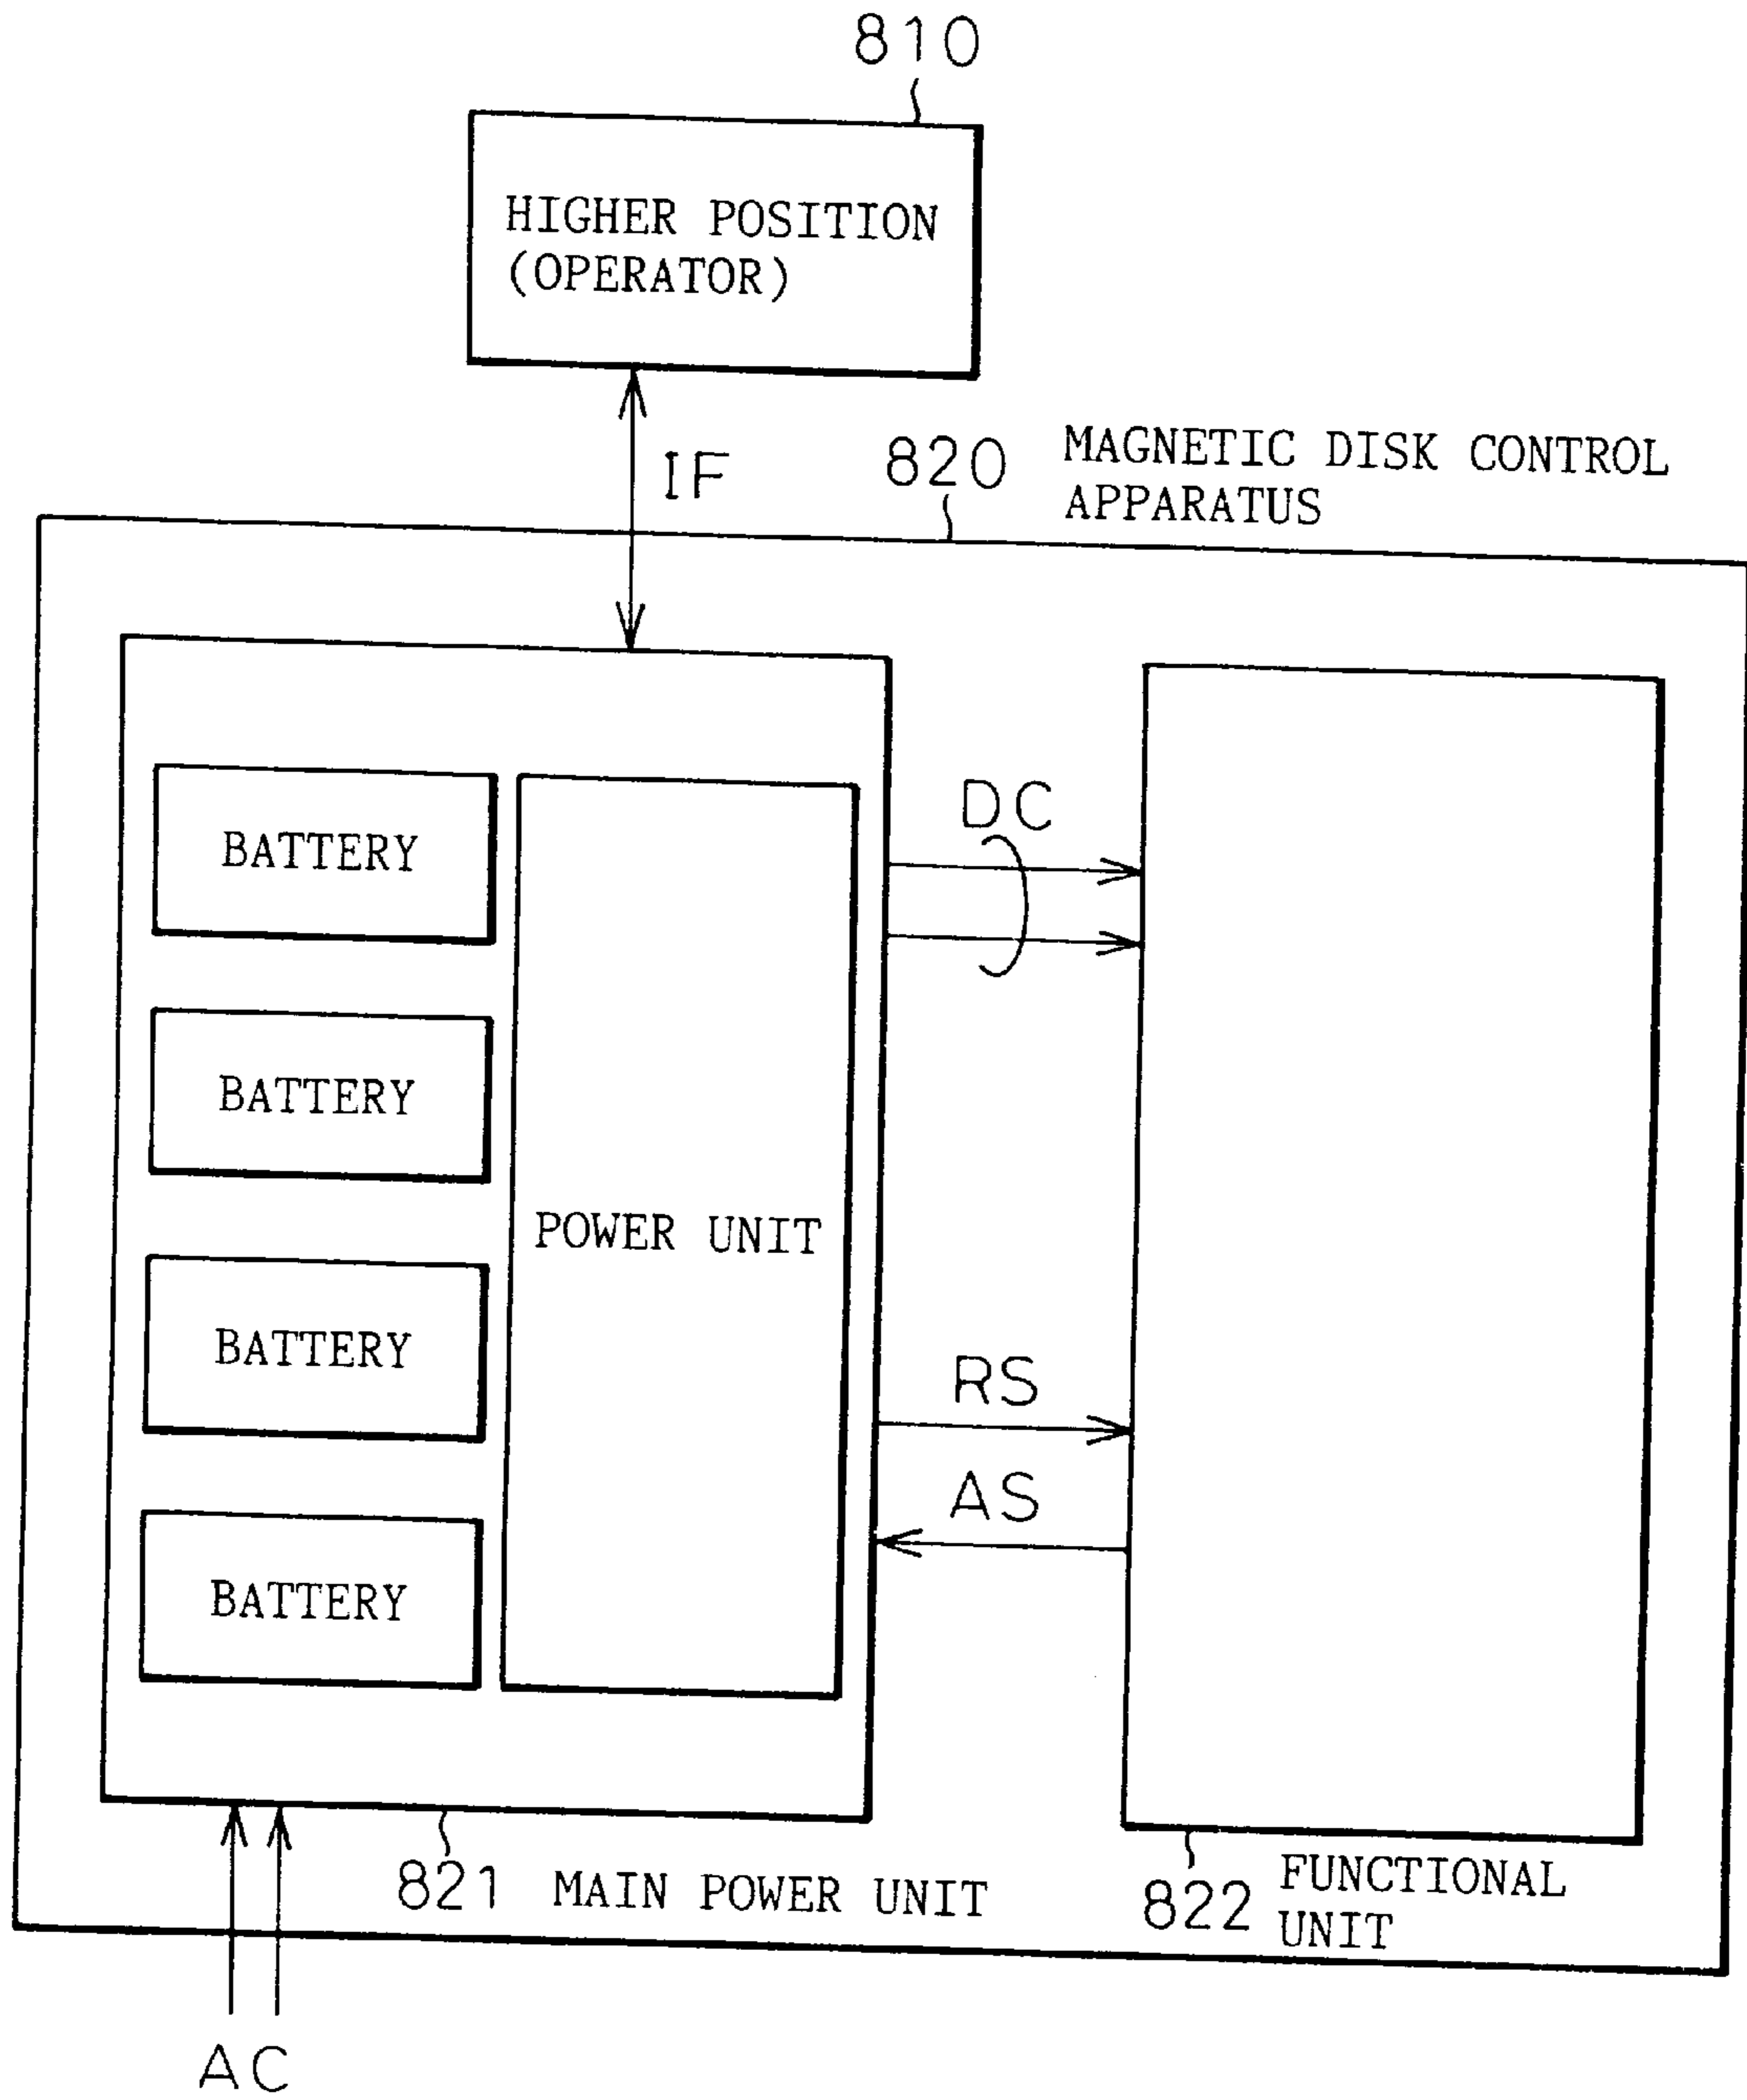 810
HIGHER POSITION
(OPERATOR)
IF
820
MAGNETIC DISK CONTROL
APPARATUS
BATTERY
BATTERY
BATTERY
BATTERY
POWER UNIT
DC
RS
AS
821 MAIN POWER UNIT
822
FUNCTIONAL
UNIT
AC